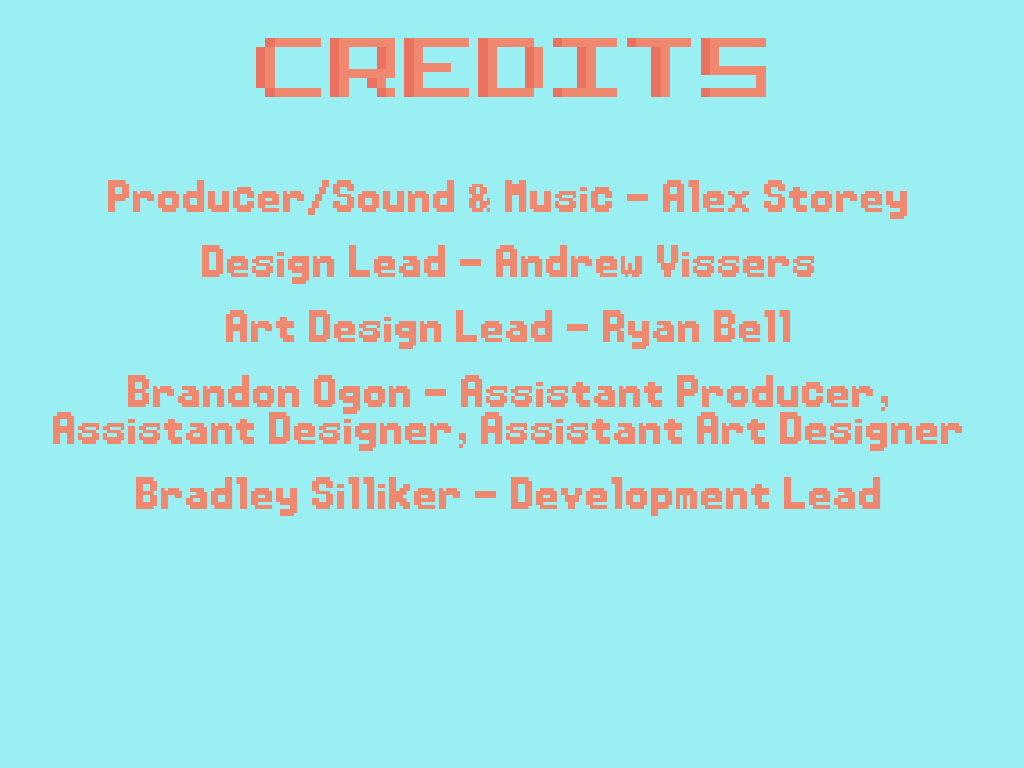 CREDITS
Producer/Sound & Music - Alex Storey
Design Lead - Andrew Vissers
Art Design Lead - Ryan Bell
Brandon Ogon - Assistant Producer,
Assistant Designer, Assistant Art Designer
Bradley Silliker - Development Lead